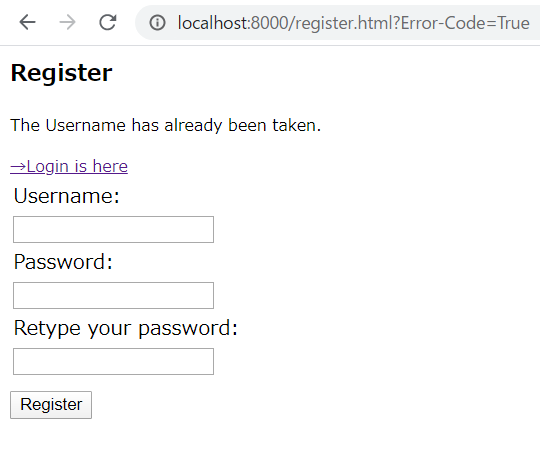 localhost:8000/register.html?Error-Code=True
Register
The Username has already been taken.
→Login is here
Username:
Password:
Retype your password:
Register